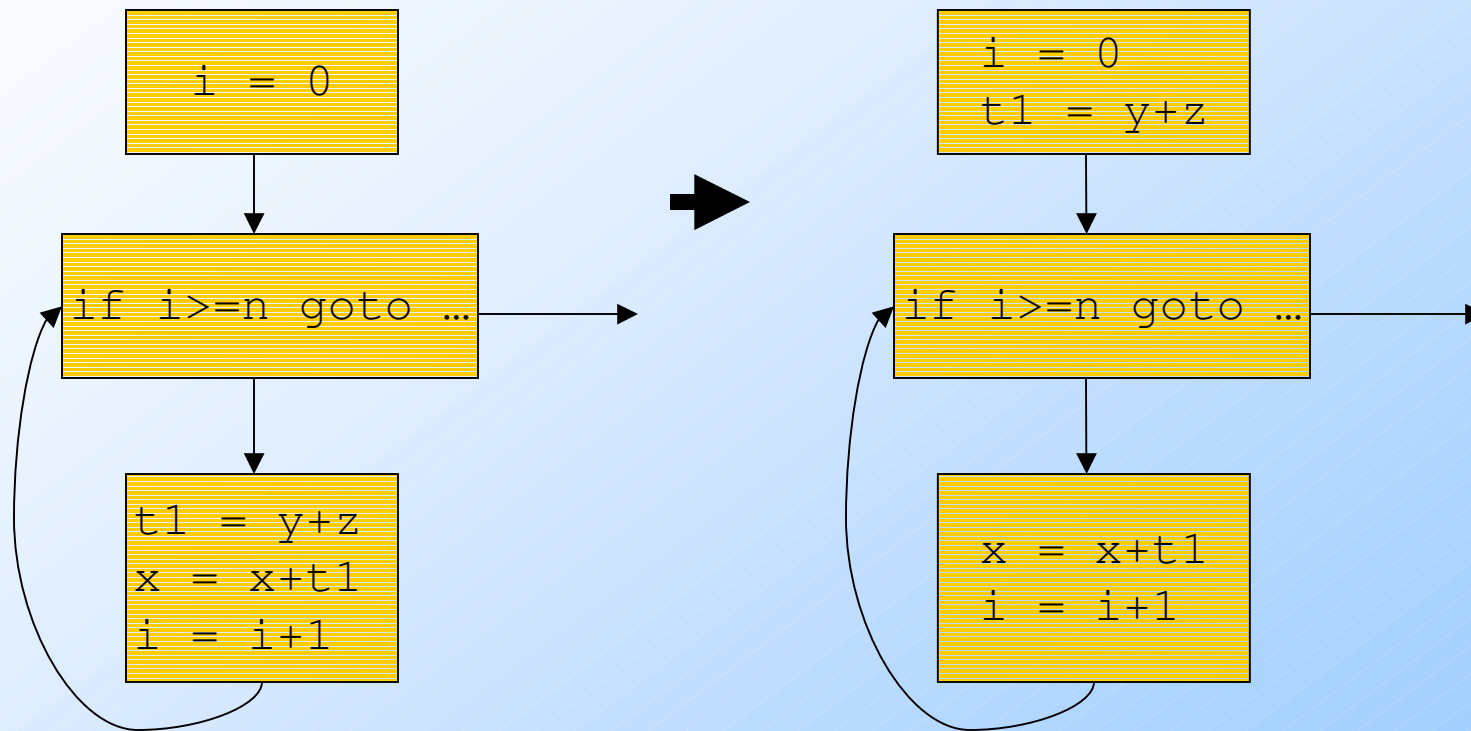 i = 0
if i>=n goto …
t1 = y+z
x = x+t1
i = i+1
i = 0
t1 = y+z
if i>=n goto …
x = x+t1
i = i+1